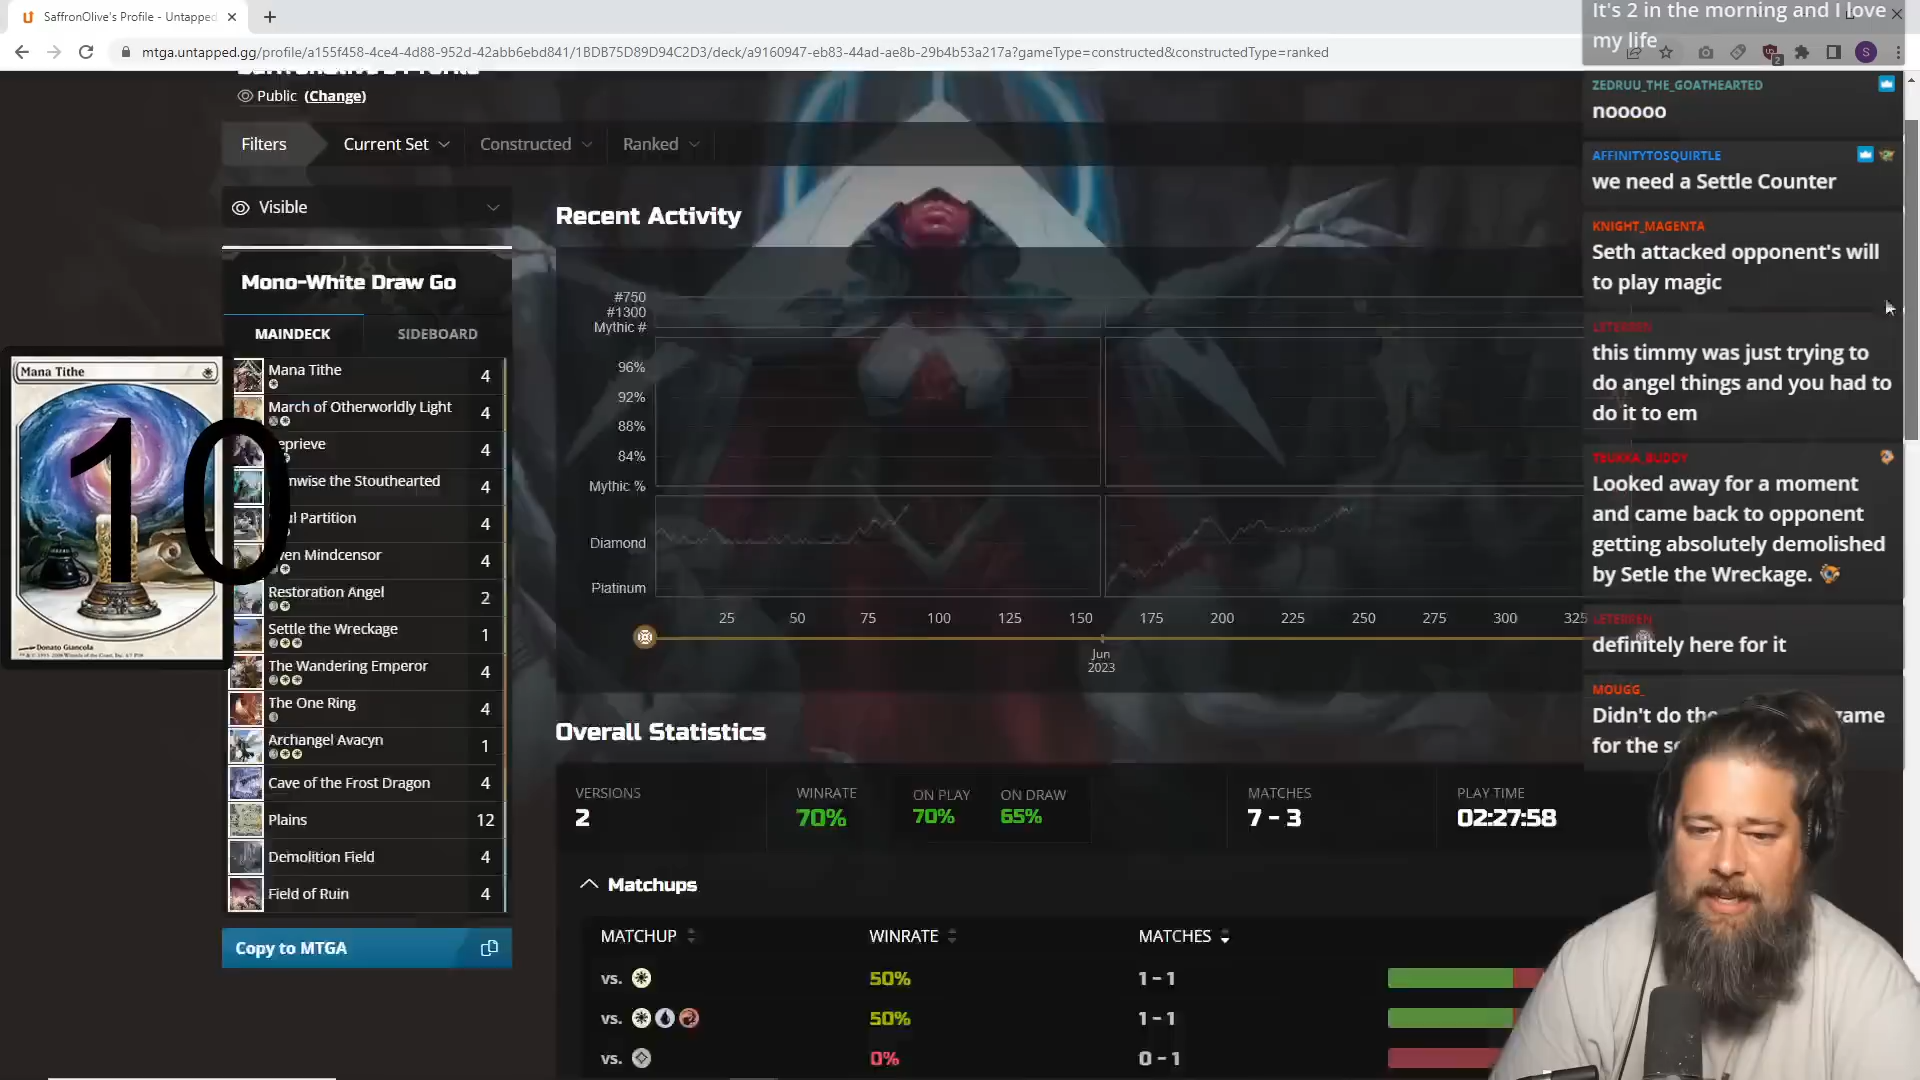 SaffronOlive's Profile - Untapped
mtga.untapped.gg/profile/a155f458-4ce4-4d88-952d-42abb6ebd841/1BDB75D89D94C2D3/deck/a9160947-eb83-44ad-ae8b-29b4b53a217a?gameType=constructed&constructedType=ranked
It's 2 in the morning and I love
my life
S
2
SaffronOlive's Profile
Public (Change)
Filters
Current Set
Constructed
Ranked
Visible
Mono-White Draw Go
MAINDECK
SIDEBOARD
Mana Tithe 4
March of Otherworldly Light 4
eprieve 4
nwise the Stouthearted 4
ul Partition 4
ven Mindcensor 4
Restoration Angel 2
Settle the Wreckage 1
The Wandering Emperor 4
The One Ring 4
Archangel Avacyn 1
Cave of the Frost Dragon 4
Plains 12
Demolition Field 4
Field of Ruin 4
Copy to MTGA
Mana Tithe
10
Donato Giancola
Recent Activity
#750
#1300
Mythic #
96%
92%
88%
84%
Mythic %
Diamond
Platinum
25 50 75 100 125 150 175 200 225 250 275 300 325
Jun
2023
Overall Statistics
VERSIONS
2
WINRATE
70%
ON PLAY
70%
ON DRAW
65%
MATCHES
7 - 3
PLAY TIME
02:27:58
Matchups
MATCHUP WINRATE MATCHES
vs. 50% 1 - 1
vs. 50% 1 - 1
vs. 0% 0 - 1
ZEDRUU_THE_GOATHEARTED
nooooo
AFFINITYTOSQUIRTLE
we need a Settle Counter
KNIGHT_MAGENTA
Seth attacked opponent's will
to play magic
LETERREN
this timmy was just trying to
do angel things and you had to
do it to em
TEUKKA_BUDDY
Looked away for a moment
and came back to opponent
getting absolutely demolished
by Setle the Wreckage.
LETERREN
definitely here for it
MOUGG_
Didn't do the game
for the